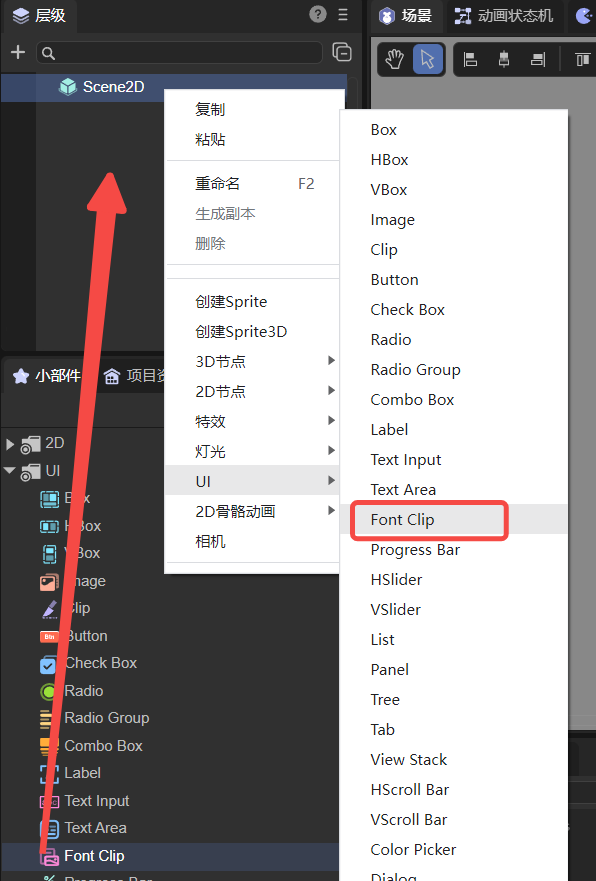 层级
?
Scene2D
复制
粘贴
重命名 F2
生成副本
删除
创建Sprite
创建Sprite3D
3D节点
2D节点
特效
灯光
UI
2D骨骼动画
相机
场景
动画状态机
Box
HBox
VBox
Image
Clip
Button
Check Box
Radio
Radio Group
Combo Box
Label
Text Input
Text Area
Font Clip
Progress Bar
HSlider
VSlider
List
Panel
Tree
Tab
View Stack
HScroll Bar
VScroll Bar
Color Picker
Dialog
小部件
项目资
2D
UI
Box
HBox
VBox
Image
Clip
Button
Check Box
Radio
Radio Group
Combo Box
Label
Text Input
Text Area
Font Clip
Progress Bar